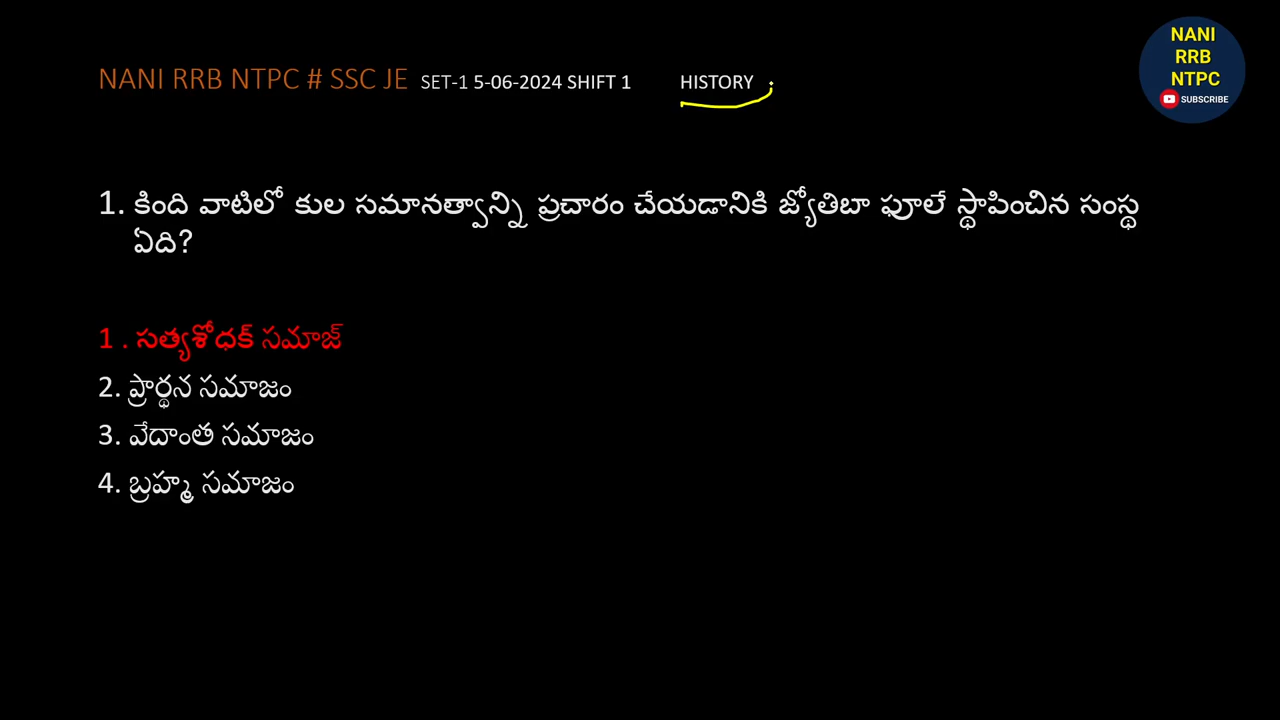 NANI RRB NTPC # SSC JE SET-1 5-06-2024 SHIFT 1 HISTORY
NANI
RRB
NTPC
SUBSCRIBE
1. కింది వాటిలో కుల సమానత్వాన్ని ప్రచారం చేయడానికి జ్యోతిబా ఫూలే స్థాపించిన సంస్థ
ఏది?
1 . సత్యశోధక్ సమాజ్
2. ప్రార్థన సమాజం
3. వేదాంత సమాజం
4. బ్రహ్మ సమాజం